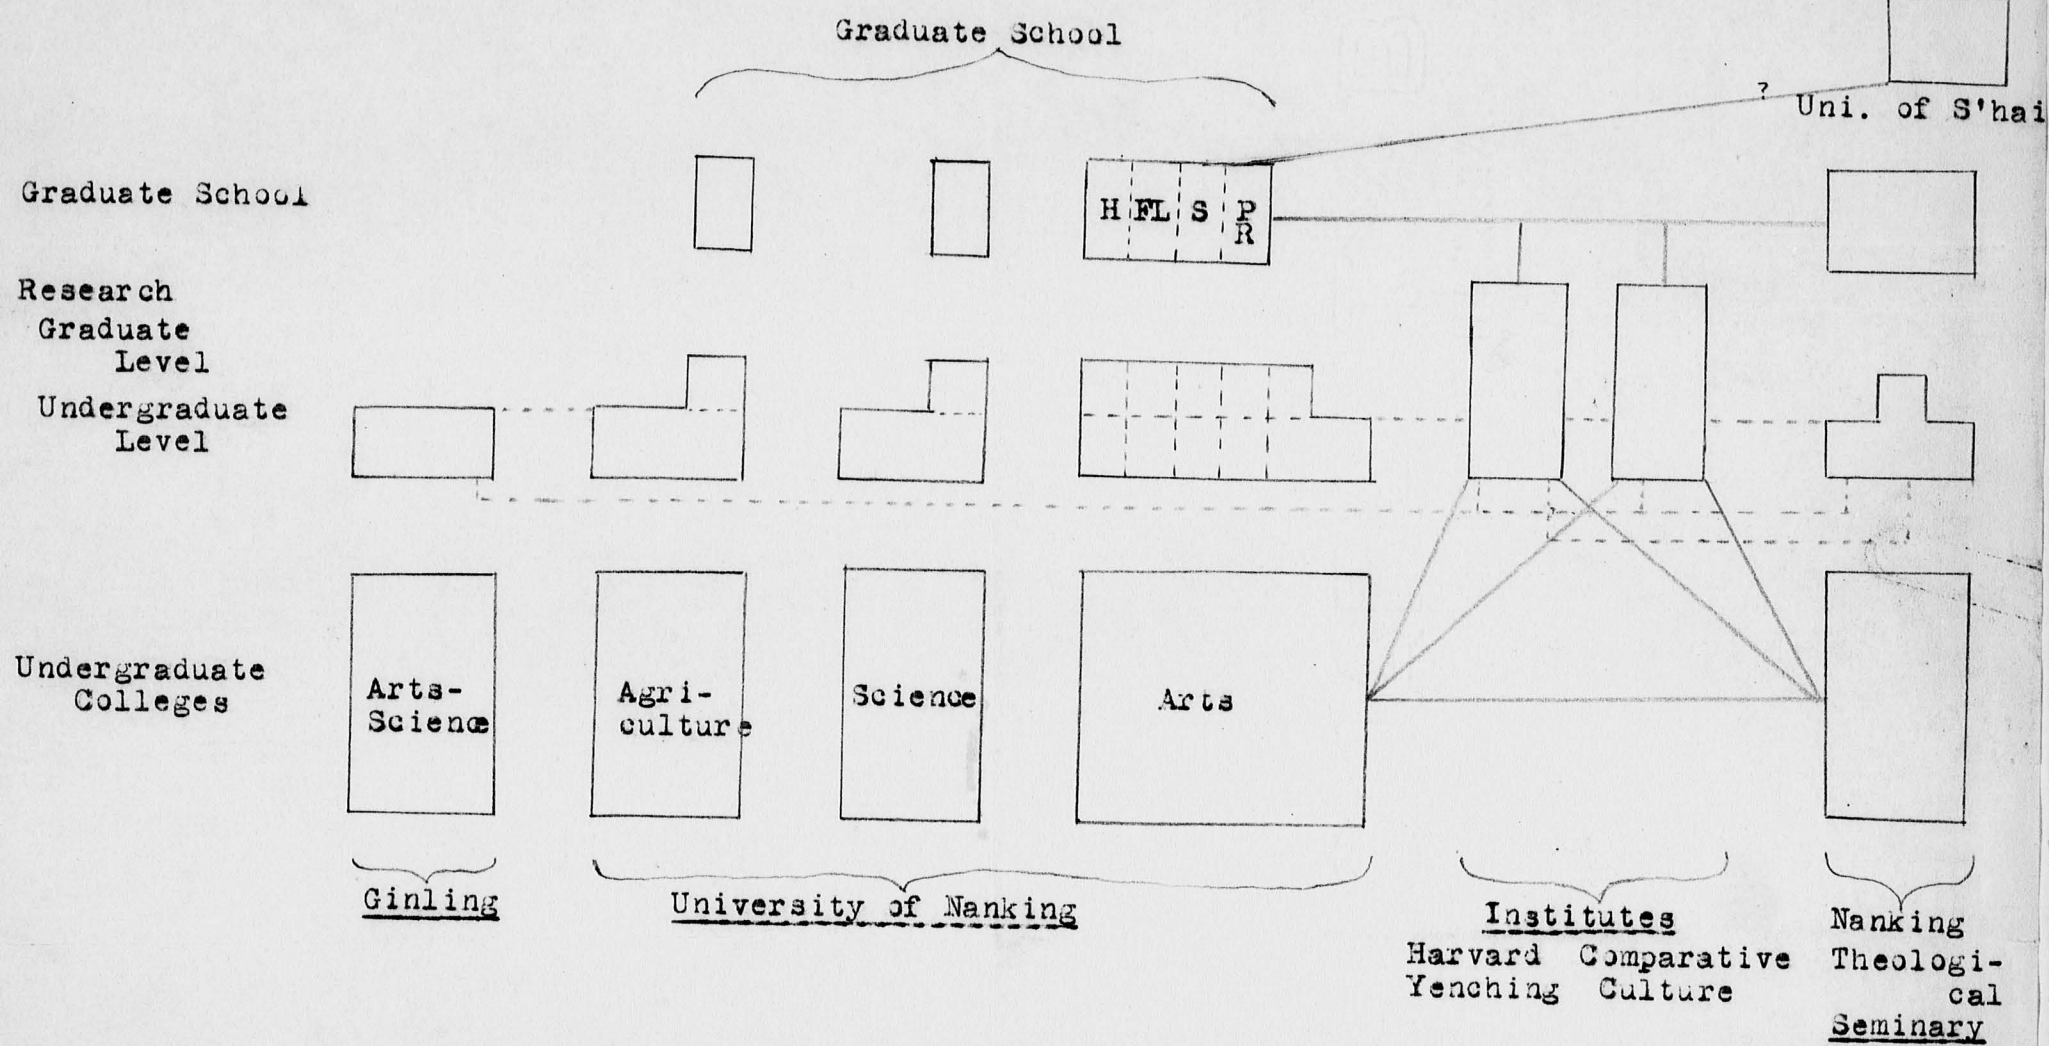 Graduate School
?
Uni. of S'hai
Graduate School
H FL S P
R
Research
Graduate
Level
Undergraduate
Level
Undergraduate
Colleges
Arts-
Science
Agri-
culture
Science
Arts
Ginling
University of Nanking
Institutes
Harvard Comparative
Yenching Culture
Nanking
Theologi-
cal
Seminary